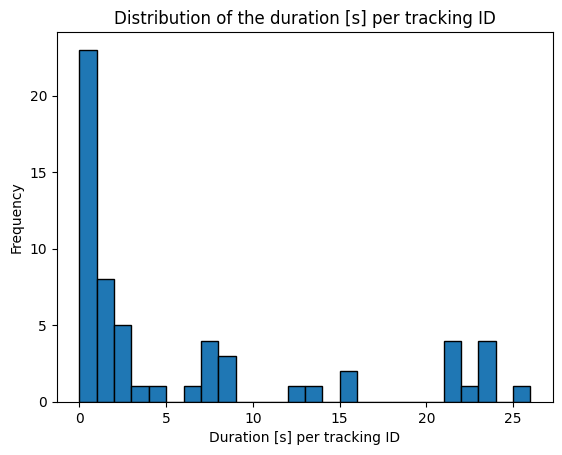 Distribution of the duration [s] per tracking ID
Frequency
20
15
10
5
0
0 5 10 15 20 25
Duration [s] per tracking ID